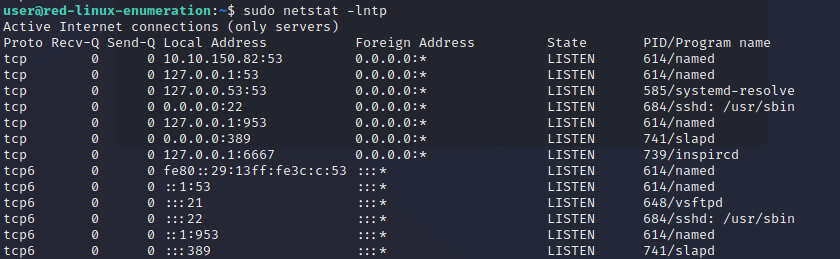 user@red-linux-enumeration:~$ sudo netstat -lntp
Active Internet connections (only servers)
Proto Recv-Q Send-Q Local Address           Foreign Address         State       PID/Program name
tcp        0      0 10.10.150.82:53         0.0.0.0:*               LISTEN      614/named
tcp        0      0 127.0.0.1:53            0.0.0.0:*               LISTEN      614/named
tcp        0      0 127.0.0.53:53           0.0.0.0:*               LISTEN      585/systemd-resolve
tcp        0      0 0.0.0.0:22              0.0.0.0:*               LISTEN      684/sshd: /usr/sbin
tcp        0      0 127.0.0.1:953           0.0.0.0:*               LISTEN      614/named
tcp        0      0 0.0.0.0:389             0.0.0.0:*               LISTEN      741/slapd
tcp        0      0 127.0.0.1:6667          0.0.0.0:*               LISTEN      739/inspircd
tcp6       0      0 fe80::29:13ff:fe3c:c:53 :::*                    LISTEN      614/named
tcp6       0      0 ::1:53                  :::*                    LISTEN      614/named
tcp6       0      0 :::21                   :::*                    LISTEN      648/vsftpd
tcp6       0      0 :::22                   :::*                    LISTEN      684/sshd: /usr/sbin
tcp6       0      0 ::1:953                 :::*                    LISTEN      614/named
tcp6       0      0 :::389                  :::*                    LISTEN      741/slapd